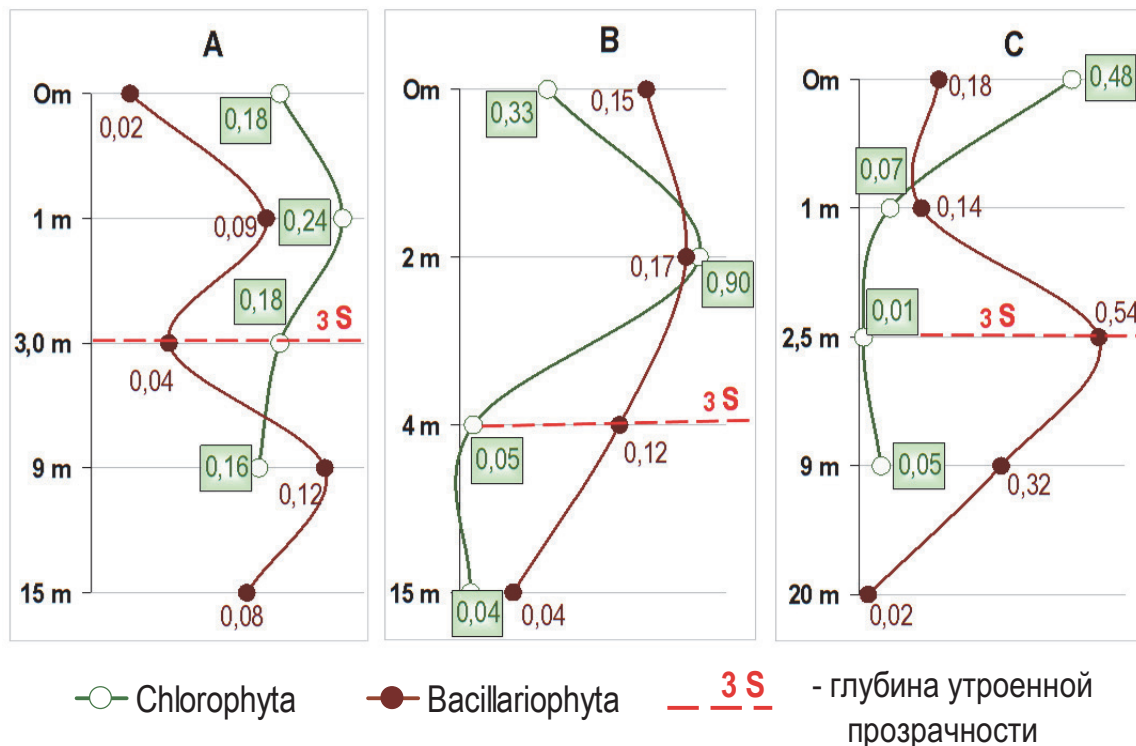 A
Om
0,02
0,18
1 m
0,09
0,24
0,18
3 S
3,0 m
0,04
9 m
0,16
0,12
15 m
0,08
B
Om
0,33
0,15
2 m
0,17
0,90
3 S
4 m
0,05
0,12
15 m
0,04
0,04
C
Om
0,18
0,48
0,07
1 m
0,14
0,01
3 S
0,54
2,5 m
9 m
0,05
0,32
20 m
0,02
Chlorophyta
Bacillariophyta
3 S
- глубина утроенной
прозрачности